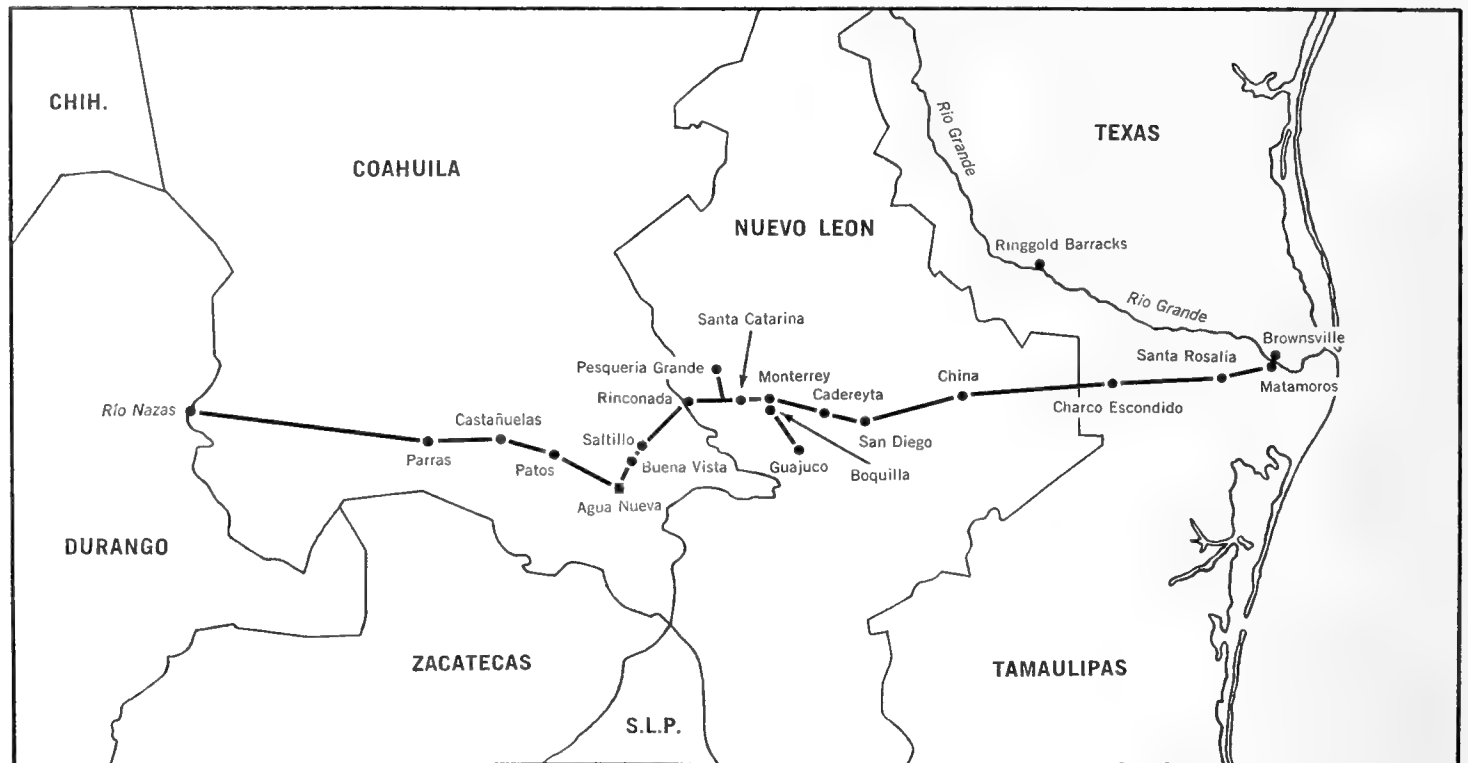 CHIH.
COAHUILA
TEXAS
Rio Grande
NUEVO LEON
Ringgold Barracks
Rio Grande
Santa Catarina
Brownsville
Santa Rosalía
Pesquería Grande
Monterrey
China
Matamoros
Rinconada
Cadereyta
Charco Escondido
Río Nazas
Castañuelas
Saltillo
San Diego
Parras
Patos
Buena Vista
Guajuco
Boquilla
Agua Nueva
DURANGO
ZACATECAS
TAMAULIPAS
S.L.P.